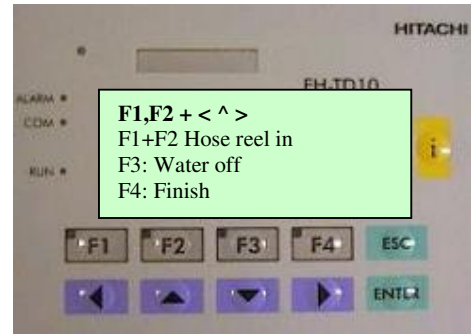 HITACHI
EH-TD10
ALARM
COM
F1,F2 + < ^ >
F1+F2 Hose reel in
F3: Water off
F4: Finish
i
RUN
F1 F2 F3 F4 ESC
ENTER